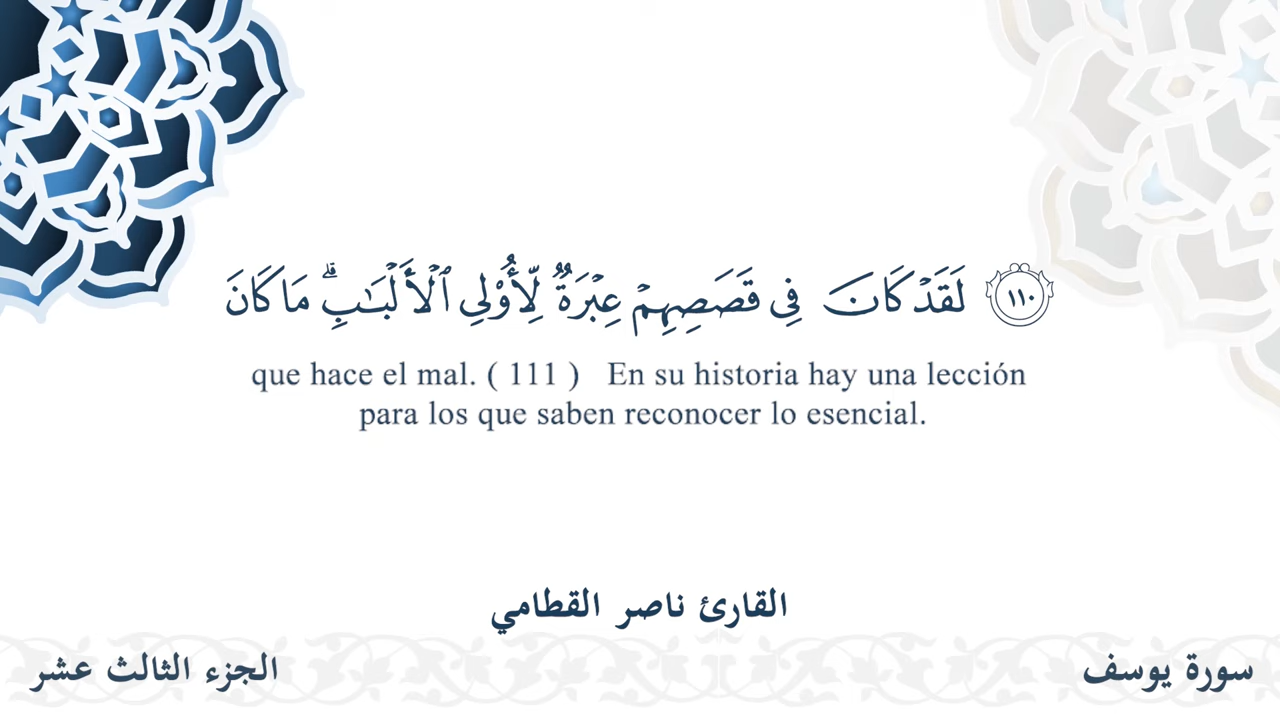 ١١٠ لَقَدْ كَانَ فِي قَصَصِهِمْ عِبْرَةٌ لِّأُو۟لِي ٱلْأَلْبَـٰبِ ۗ مَا كَانَ
que hace el mal. ( 111 ) En su historia hay una lección
para los que saben reconocer lo esencial.
القارئ ناصر القطامي
سورة يوسف
الجزء الثالث عشر